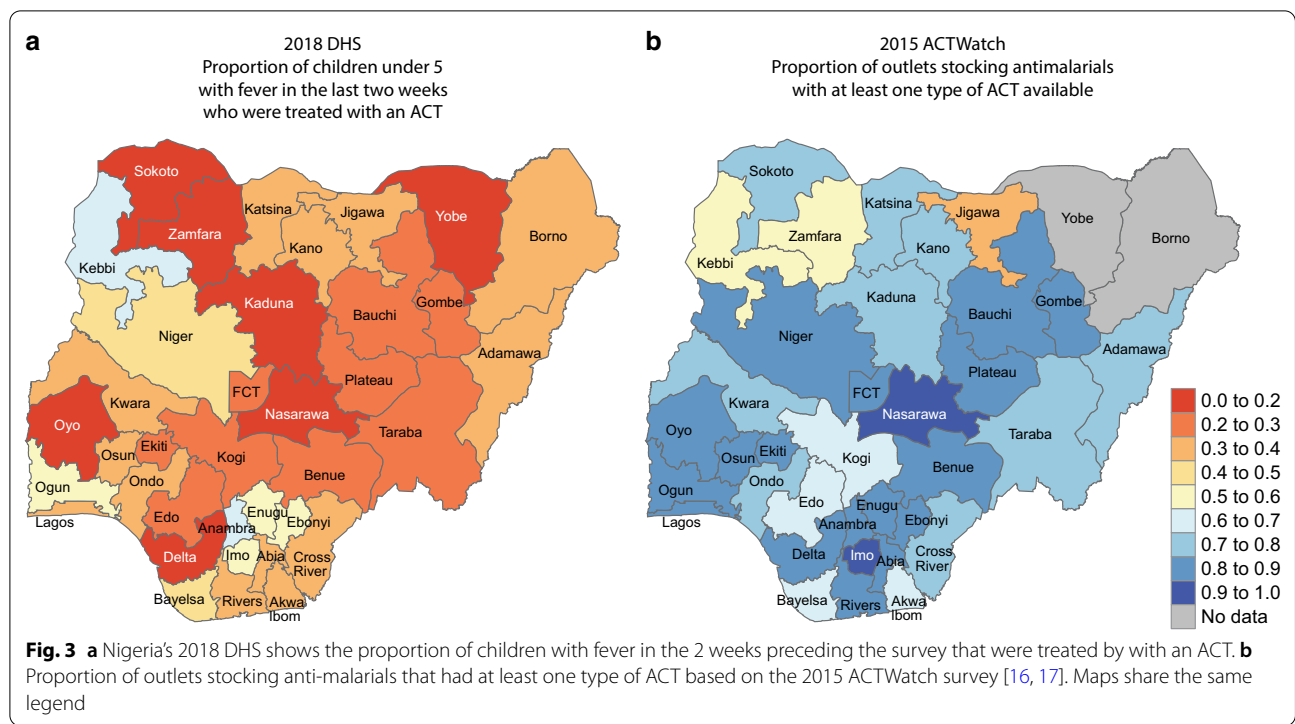 a
2018 DHS
Proportion of children under 5
with fever in the last two weeks
who were treated with an ACT
Sokoto
Zamfara
Katsina
Jigawa
Yobe
Borno
Kano
Kebbi
Kaduna
Bauchi
Gombe
Niger
Adamawa
Plateau
FCT
Nasarawa
Kwara
Oyo
Taraba
Osun
Ekiti
Kogi
Benue
Ogun
Ondo
Lagos
Edo
Anambra
Enugu
Ebonyi
Delta
Imo
Abia
Cross
River
Bayelsa
Rivers
Akwa
Ibom
b
2015 ACTWatch
Proportion of outlets stocking antimalarials
with at least one type of ACT available
Sokoto
Zamfara
Katsina
Jigawa
Yobe
Borno
Kano
Kebbi
Kaduna
Bauchi
Gombe
Niger
Adamawa
Plateau
FCT
Nasarawa
Kwara
Oyo
Taraba
Osun
Ekiti
Kogi
Benue
Ogun
Ondo
Lagos
Edo
Anambra
Enugu
Ebonyi
Delta
Imo
Abia
Cross
River
Bayelsa
Rivers
Akwa
Ibom
0.0 to 0.2
0.2 to 0.3
0.3 to 0.4
0.4 to 0.5
0.5 to 0.6
0.6 to 0.7
0.7 to 0.8
0.8 to 0.9
0.9 to 1.0
No data
Fig. 3 a Nigeria's 2018 DHS shows the proportion of children with fever in the 2 weeks preceding the survey that were treated by with an ACT. b
Proportion of outlets stocking anti-malarials that had at least one type of ACT based on the 2015 ACTWatch survey [16, 17]. Maps share the same
legend